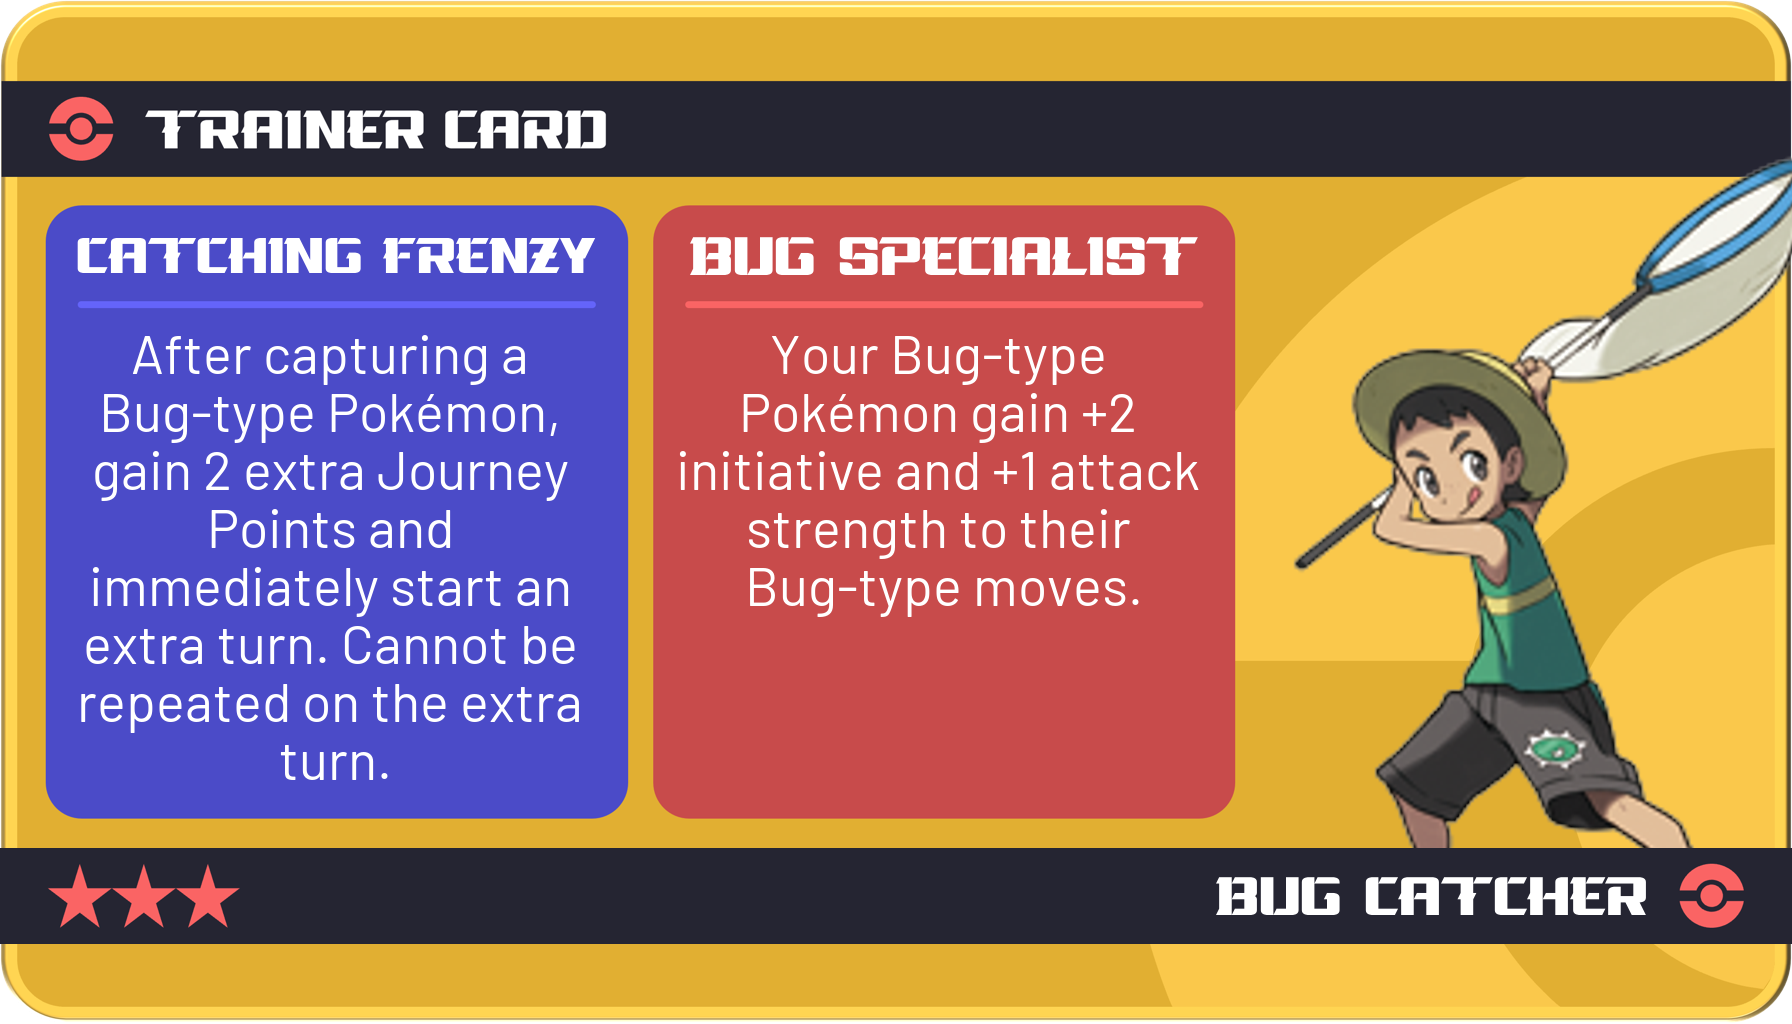 TRAINER CARD
CATCHING FRENZY
After capturing a
Bug-type Pokémon,
gain 2 extra Journey
Points and
immediately start an
extra turn. Cannot be
repeated on the extra
turn.
BUG SPECIALIST
Your Bug-type
Pokémon gain +2
initiative and +1 attack
strength to their
Bug-type moves.
BUG CATCHER